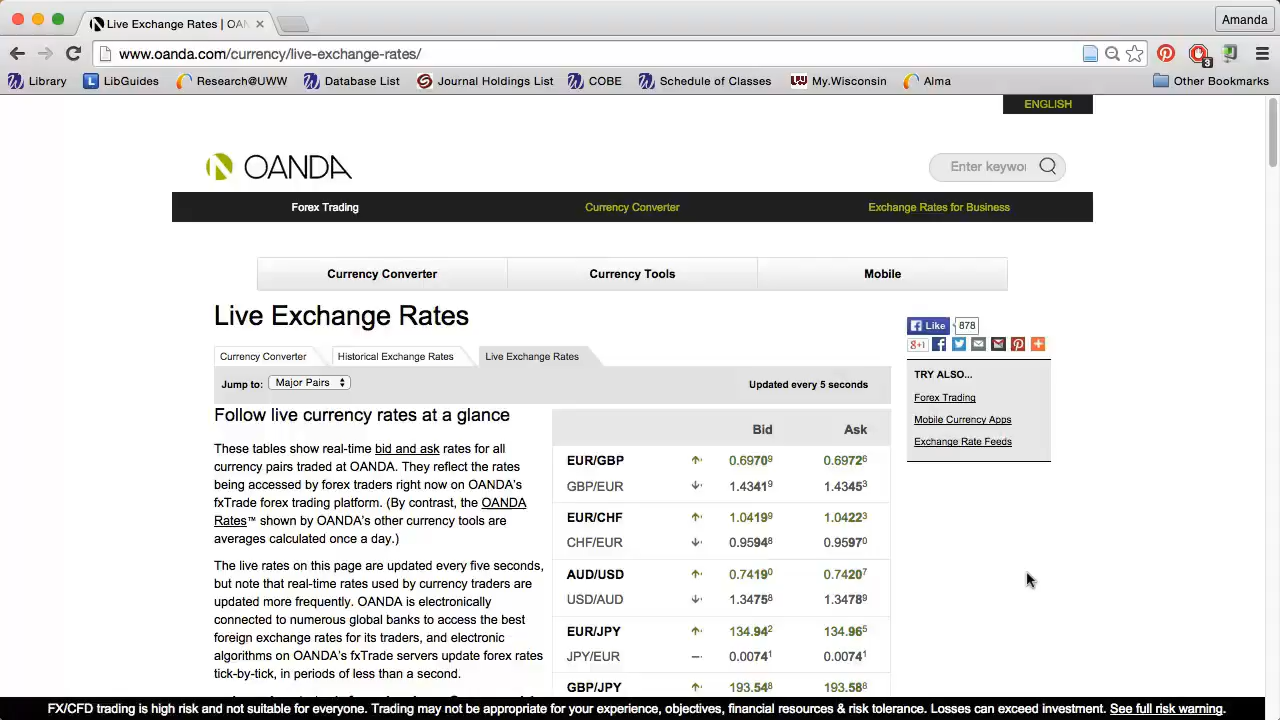 Live Exchange Rates | OAN
Amanda
www.oanda.com/currency/live-exchange-rates/
3
Library LibGuides Research@UWW Database List Journal Holdings List COBE Schedule of Classes My.Wisconsin Alma Other Bookmarks
ENGLISH
OANDA
Enter keywor
Forex Trading Currency Converter Exchange Rates for Business
Currency Converter Currency Tools Mobile
Live Exchange Rates
Like 878
g+1
Currency Converter Historical Exchange Rates Live Exchange Rates
Jump to: Major Pairs Updated every 5 seconds
TRY ALSO...
Forex Trading
Mobile Currency Apps
Exchange Rate Feeds
Follow live currency rates at a glance
These tables show real-time bid and ask rates for all
currency pairs traded at OANDA. They reflect the rates
being accessed by forex traders right now on OANDA's
fxTrade forex trading platform. (By contrast, the OANDA
Rates™ shown by OANDA's other currency tools are
averages calculated once a day.)
The live rates on this page are updated every five seconds,
but note that real-time rates used by currency traders are
updated more frequently. OANDA is electronically
connected to numerous global banks to access the best
foreign exchange rates for its traders, and electronic
algorithms on OANDA's fxTrade servers update forex rates
tick-by-tick, in periods of less than a second.
Bid Ask
EUR/GBP 0.69709 0.69726
GBP/EUR 1.43419 1.43453
EUR/CHF 1.04199 1.04223
CHF/EUR 0.95948 0.95970
AUD/USD 0.74190 0.74207
USD/AUD 1.34758 1.34789
EUR/JPY 134.942 134.965
JPY/EUR 0.00741 0.00741
GBP/JPY 193.548 193.588
FX/CFD trading is high risk and not suitable for everyone. Trading may not be appropriate for your experience, objectives, financial resources & risk tolerance. Losses can exceed investment. See full risk warning.